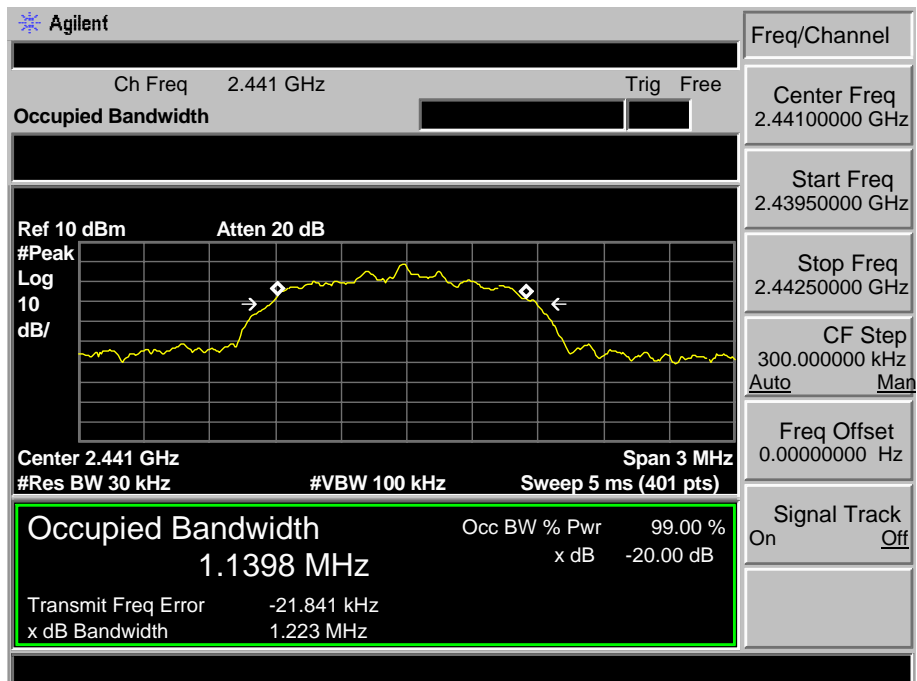 Agilent
Freq/Channel
Ch Freq 2.441 GHz Trig Free
Occupied Bandwidth
Center Freq
2.44100000 GHz
Start Freq
2.43950000 GHz
Stop Freq
2.44250000 GHz
CF Step
300.000000 kHz
Auto Man
Freq Offset
0.00000000 Hz
Signal Track
On Off
Ref 10 dBm Atten 20 dB
#Peak
Log
10
dB/
Center 2.441 GHz Span 3 MHz
#Res BW 30 kHz #VBW 100 kHz Sweep 5 ms (401 pts)
Occupied Bandwidth Occ BW % Pwr 99.00 %
1.1398 MHz x dB -20.00 dB
Transmit Freq Error -21.841 kHz
x dB Bandwidth 1.223 MHz